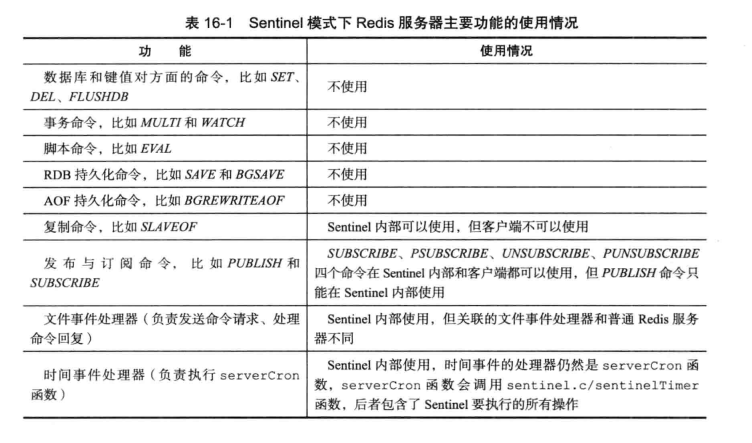 表 16-1 Sentinel 模式下 Redis 服务器主要功能的使用情况
功 能 使用情况
数据库和键值对方面的命令，比如 SET、
DEL、FLUSHDB
不使用
事务命令，比如 MULTI 和 WATCH 不使用
脚本命令，比如 EVAL 不使用
RDB 持久化命令，比如 SAVE 和 BGSAVE 不使用
AOF 持久化命令，比如 BGREWRITEAOF 不使用
复制命令，比如 SLAVEOF Sentinel 内部可以使用，但客户端不可以使用
发布与订阅命令，比如 PUBLISH 和
SUBSCRIBE
SUBSCRIBE、PSUBSCRIBE、UNSUBSCRIBE、PUNSUBSCRIBE
四个命令在 Sentinel 内部和客户端都可以使用，但 PUBLISH 命令只
能在 Sentinel 内部使用
文件事件处理器（负责发送命令请求、处理
命令回复）
Sentinel 内部使用，但关联的文件事件处理器和普通 Redis 服务
器不同
时间事件处理器（负责执行 serverCron
函数）
Sentinel 内部使用，时间事件的处理器仍然是 serverCron 函
数，serverCron 函数会调用 sentinel.c/sentinelTimer
函数，后者包含了 Sentinel 要执行的所有操作